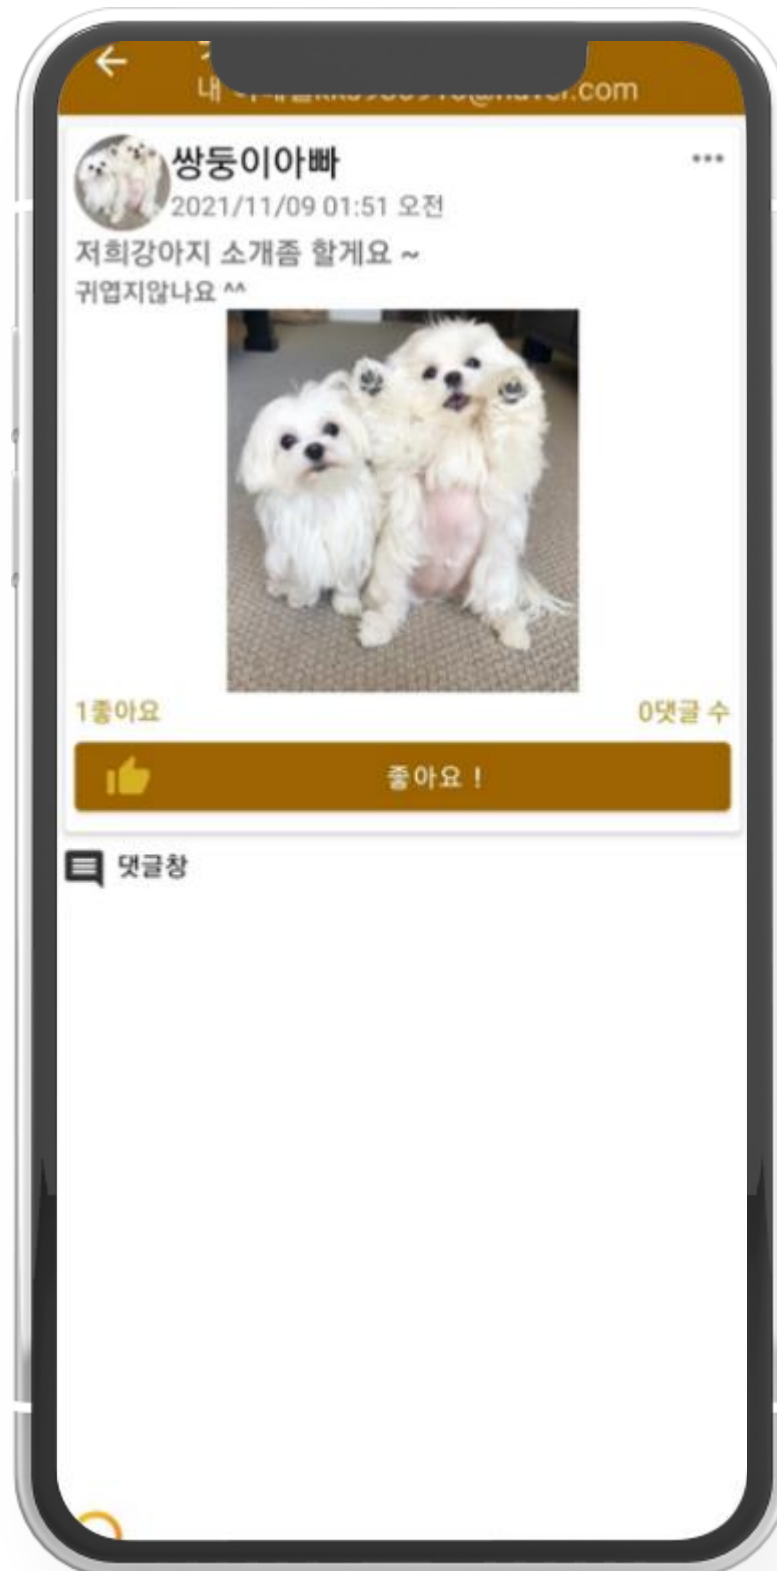 내
.com
쌍둥이아빠
2021/11/09 01:51 오전
저희강아지 소개좀 할게요 ~
귀엽지않나요 ^^
1좋아요
0댓글 수
좋아요 !
댓글창